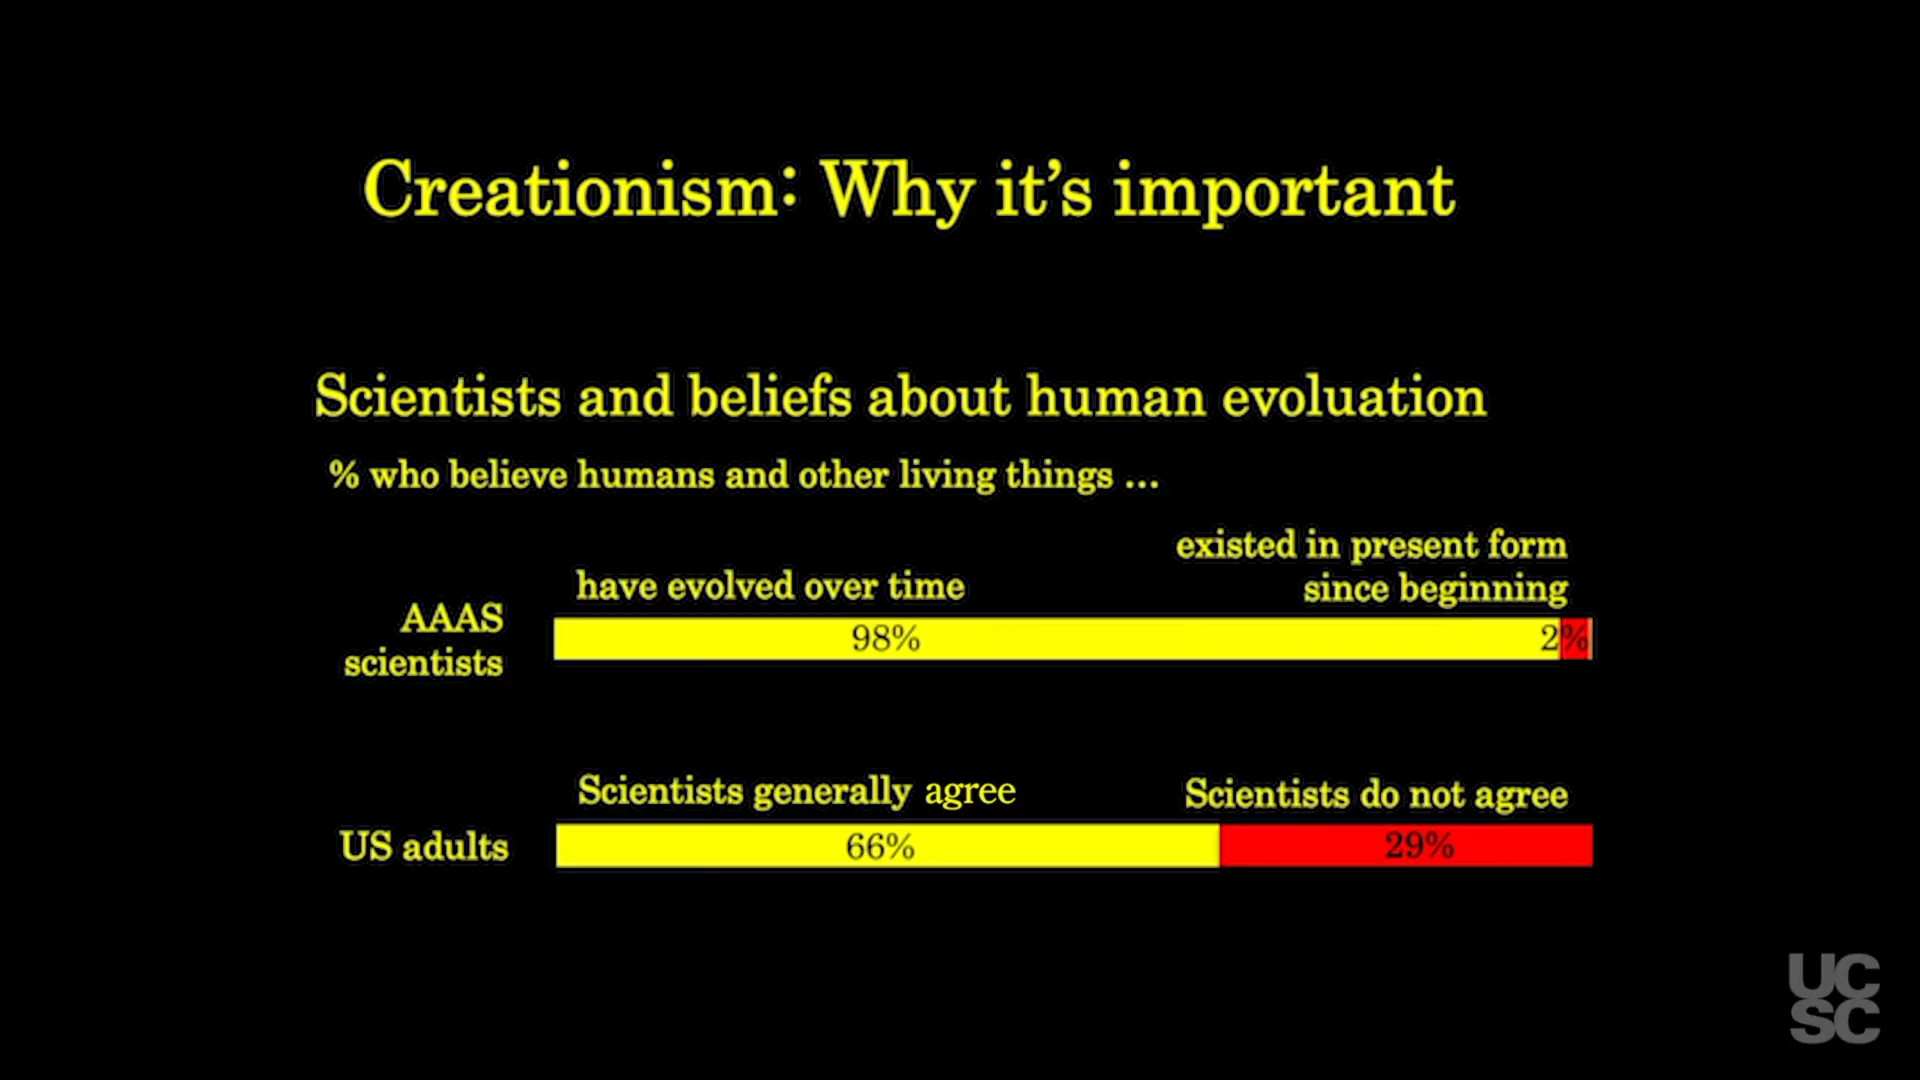 Creationism: Why it's important
Scientists and beliefs about human evoluation
% who believe humans and other living things ...
existed in present form
have evolved over time
since beginning
AAAS
98%
2%
scientists
Scientists generally agree
Scientists do not agree
US adults
66%
29%
UC
SC